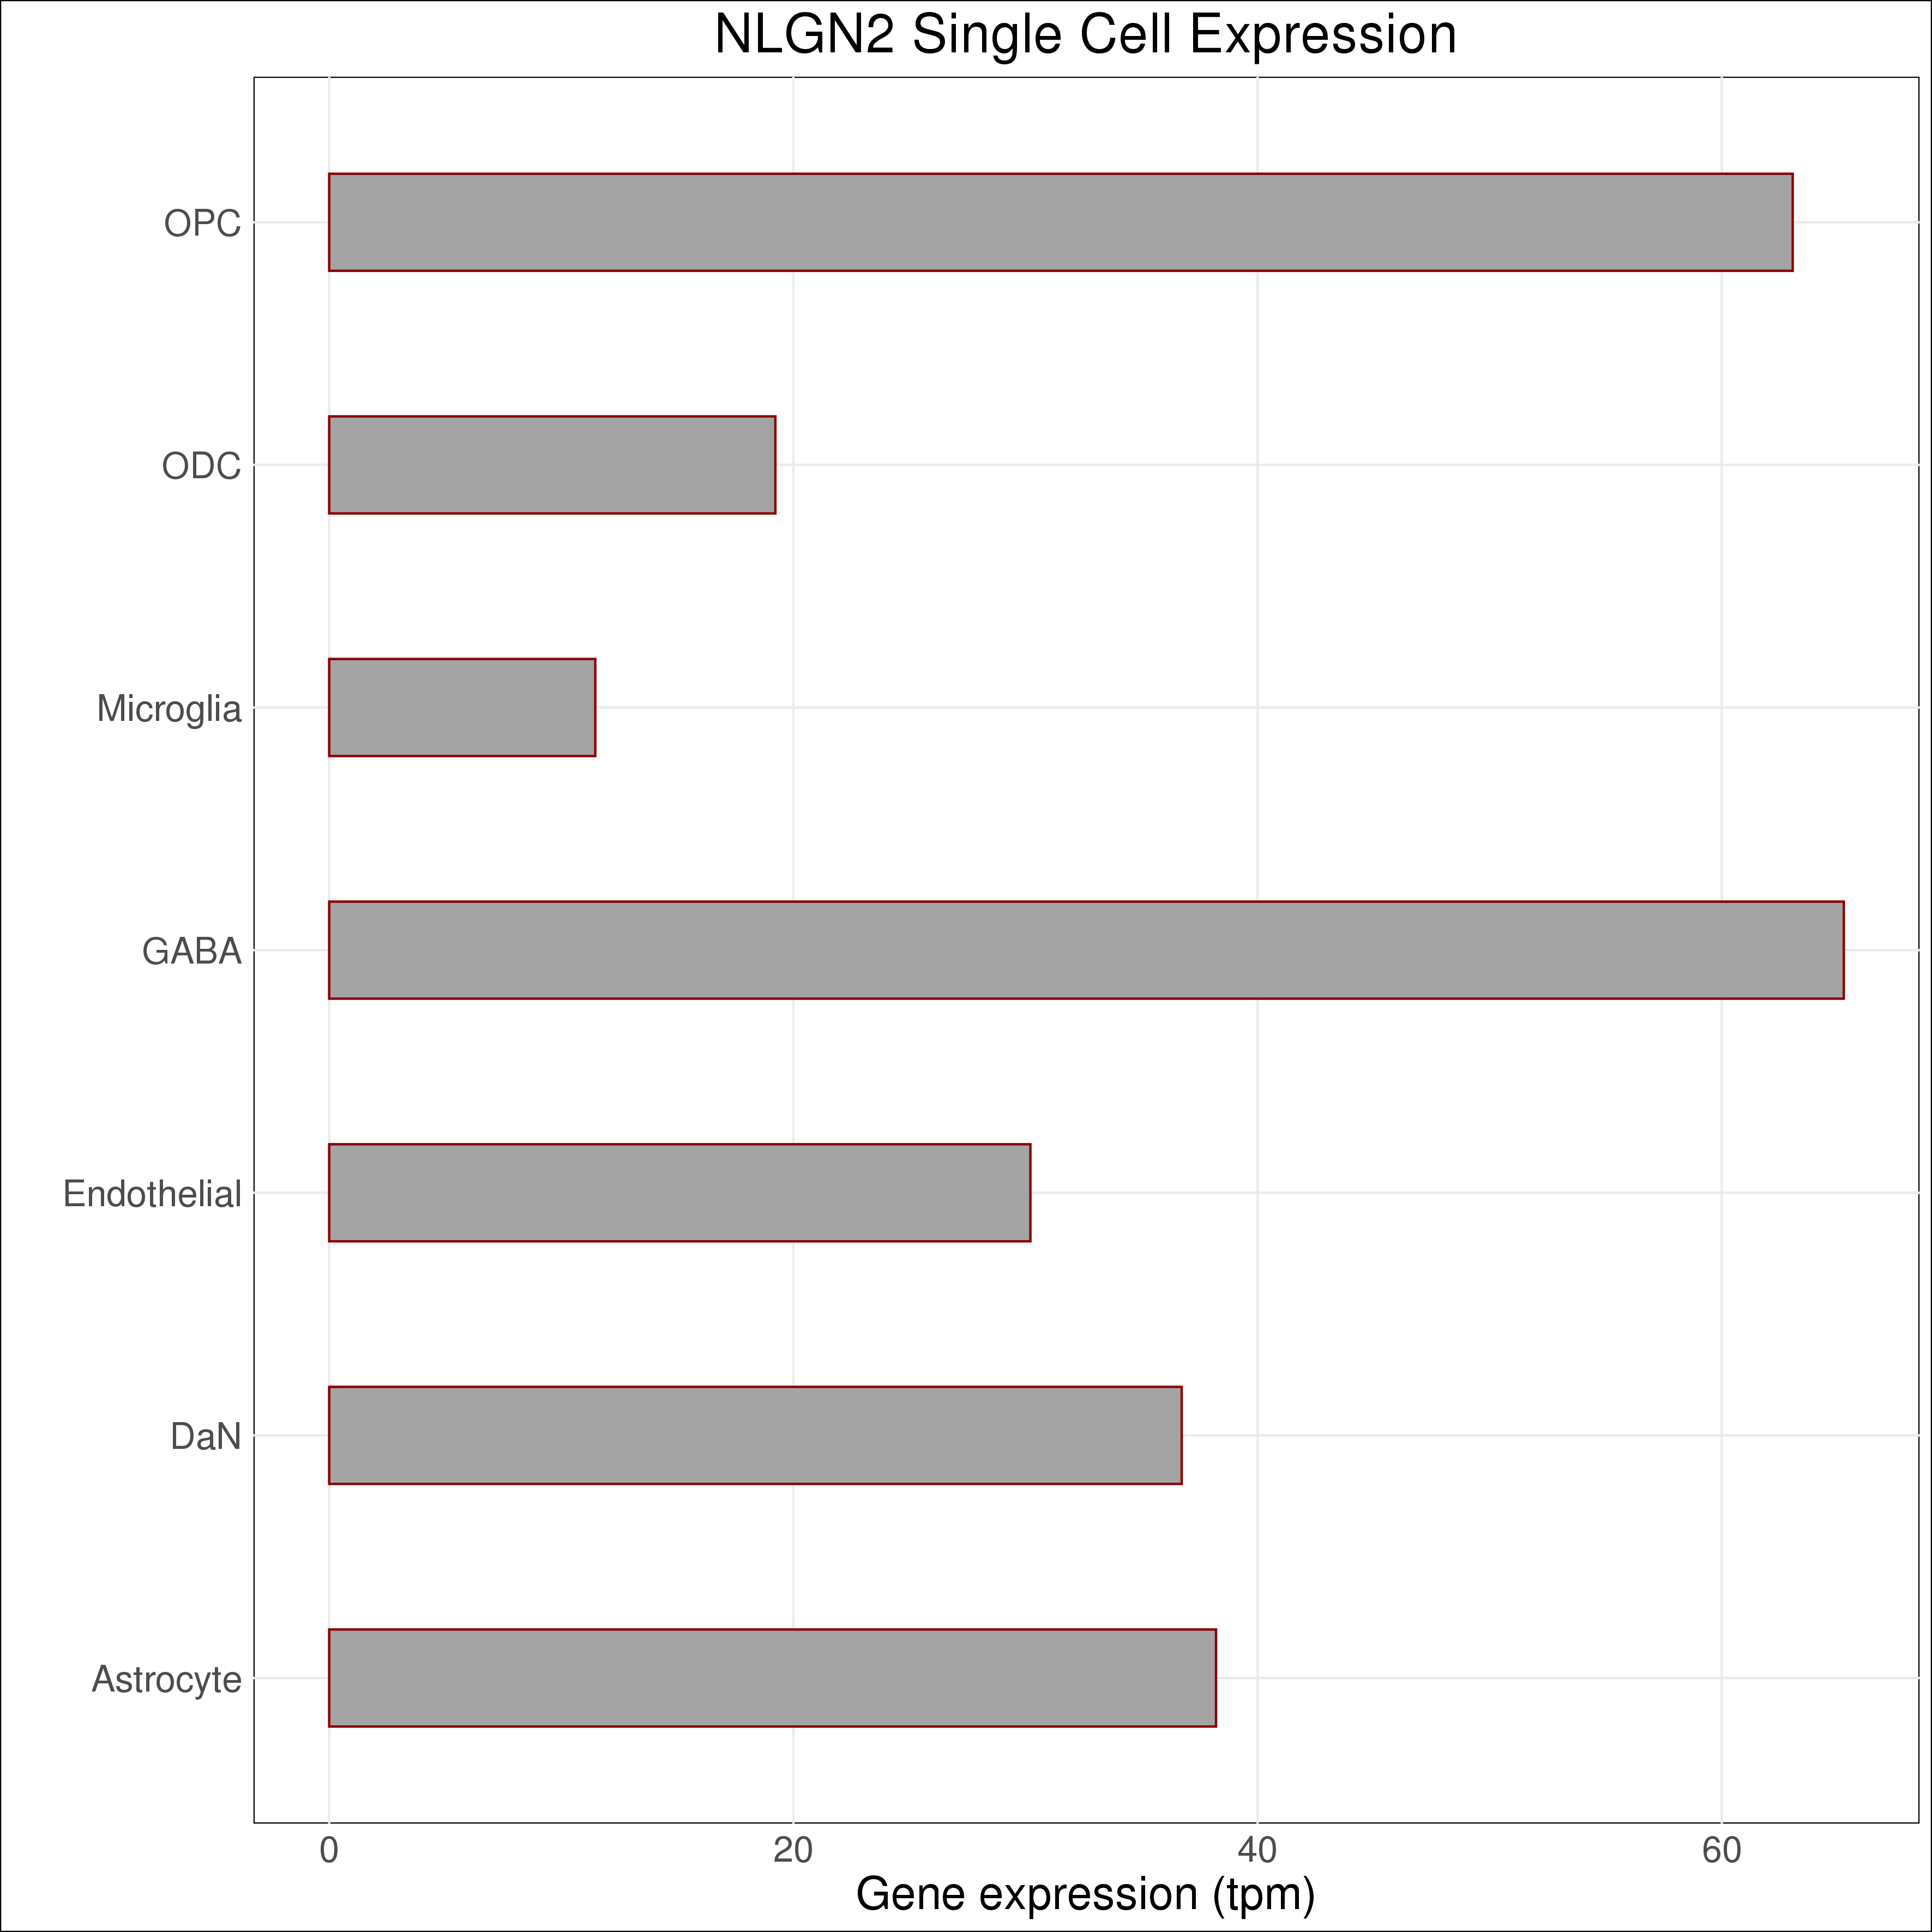 NLGN2 Single Cell Expression
OPC
ODC
Microglia
GABA
Endothelial
DaN
Astrocyte
0 20 40 60
Gene expression (tpm)